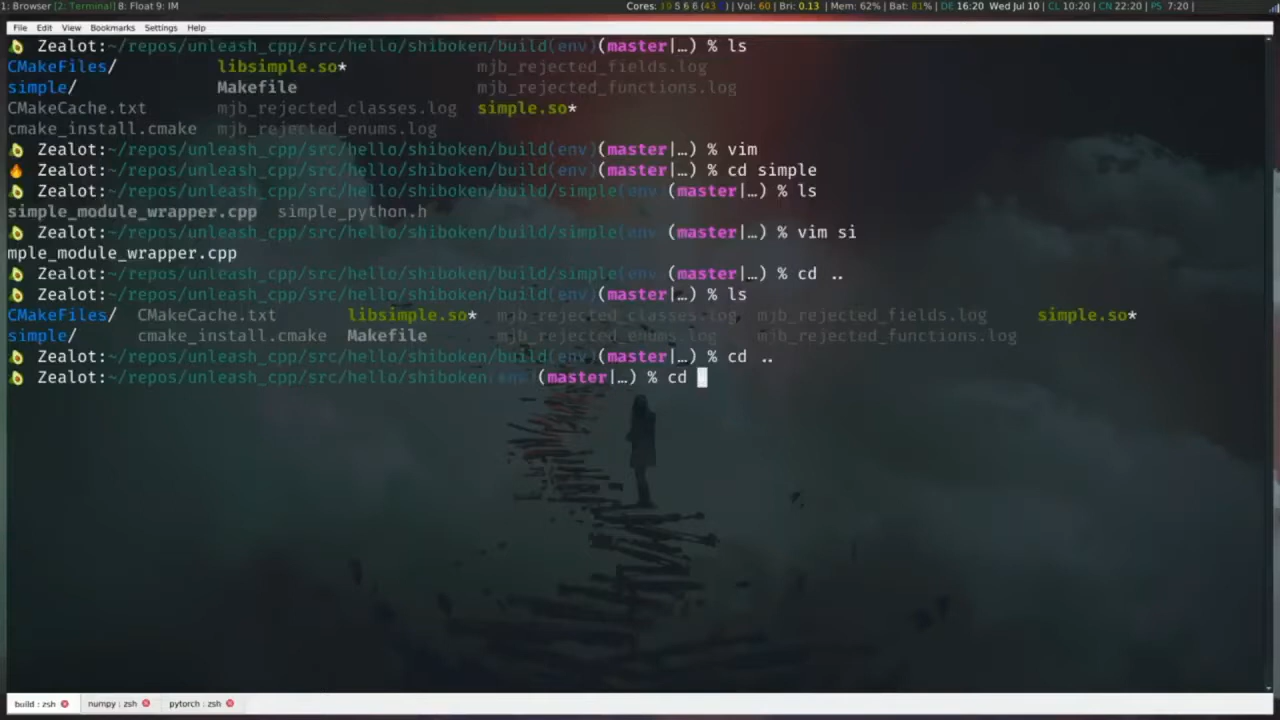 1: Browser [2: Terminal] 8: Float 9: IM
Cores: 19 5 6 6 (43 ) | Vol: 60 | Bri: 0.13 | Mem: 62% | Bat: 81% | DE 16:20 Wed Jul 10 | CL 10:20 | CN 22:20 | PS 7:20 |
File Edit View Bookmarks Settings Help
Zealot:~/repos/unleash_cpp/src/hello/shiboken/build(env)(master|…) % ls
CMakeFiles/ libsimple.so* mjb_rejected_fields.log
simple/ Makefile mjb_rejected_functions.log
CMakeCache.txt mjb_rejected_classes.log simple.so*
cmake_install.cmake mjb_rejected_enums.log
Zealot:~/repos/unleash_cpp/src/hello/shiboken/build(env)(master|…) % vim
Zealot:~/repos/unleash_cpp/src/hello/shiboken/build(env)(master|…) % cd simple
Zealot:~/repos/unleash_cpp/src/hello/shiboken/build/simple(env (master|…) % ls
simple_module_wrapper.cpp simple_python.h
Zealot:~/repos/unleash_cpp/src/hello/shiboken/build/simple(env (master|…) % vim si
mple_module_wrapper.cpp
Zealot:~/repos/unleash_cpp/src/hello/shiboken/build/simple(env (master|…) % cd ..
Zealot:~/repos/unleash_cpp/src/hello/shiboken/build(env)(master|…) % ls
CMakeFiles/ CMakeCache.txt libsimple.so* mjb_rejected_classes.log mjb_rejected_fields.log simple.so*
simple/ cmake_install.cmake Makefile mjb_rejected_enums.log mjb_rejected_functions.log
Zealot:~/repos/unleash_cpp/src/hello/shiboken/build(env)(master|…) % cd ..
Zealot:~/repos/unleash_cpp/src/hello/shiboken(env)(master|…) % cd
build : zsh numpy : zsh pytorch : zsh